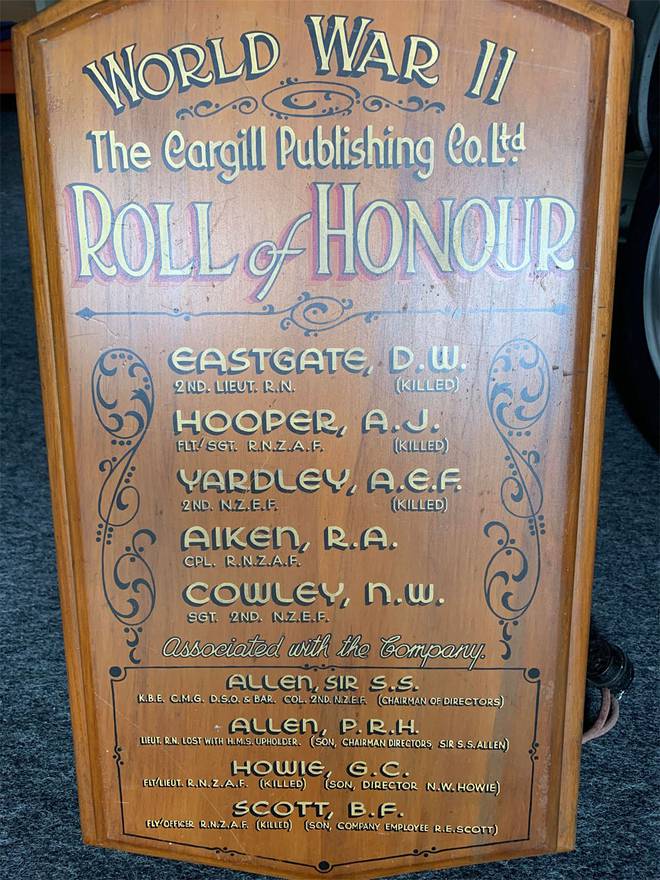 WORLD WAR II
The Cargill Publishing Co. Ltd.
ROLL of HONOUR
EASTGATE, D.W.
2ND. LIEUT. R.N. (KILLED)
HOOPER, A.J.
FLT/SGT. R.N.Z.A.F. (KILLED)
YARDLEY, A.E.F.
2ND. N.Z.E.F. (KILLED)
AIKEN, R.A.
CPL. R.N.Z.A.F.
COWLEY, N.W.
SGT. 2ND. N.Z.E.F.
Associated with the Company.
ALLEN, SIR S.S.
K.B.E. C.M.G. D.S.O. & BAR. COL. 2ND. N.Z.E.F. (CHAIRMAN OF DIRECTORS)
ALLEN, P.R.H.
LIEUT. R.N. LOST WITH H.M.S. UPHOLDER. (SON, CHAIRMAN DIRECTORS, SIR S.S. ALLEN)
HOWIE, G.C.
FLT/LIEUT. R.N.Z.A.F. (KILLED) (SON, DIRECTOR N.W. HOWIE)
SCOTT, B.F.
FLY/OFFICER R.N.Z.A.F. (KILLED) (SON, COMPANY EMPLOYEE R.E. SCOTT)